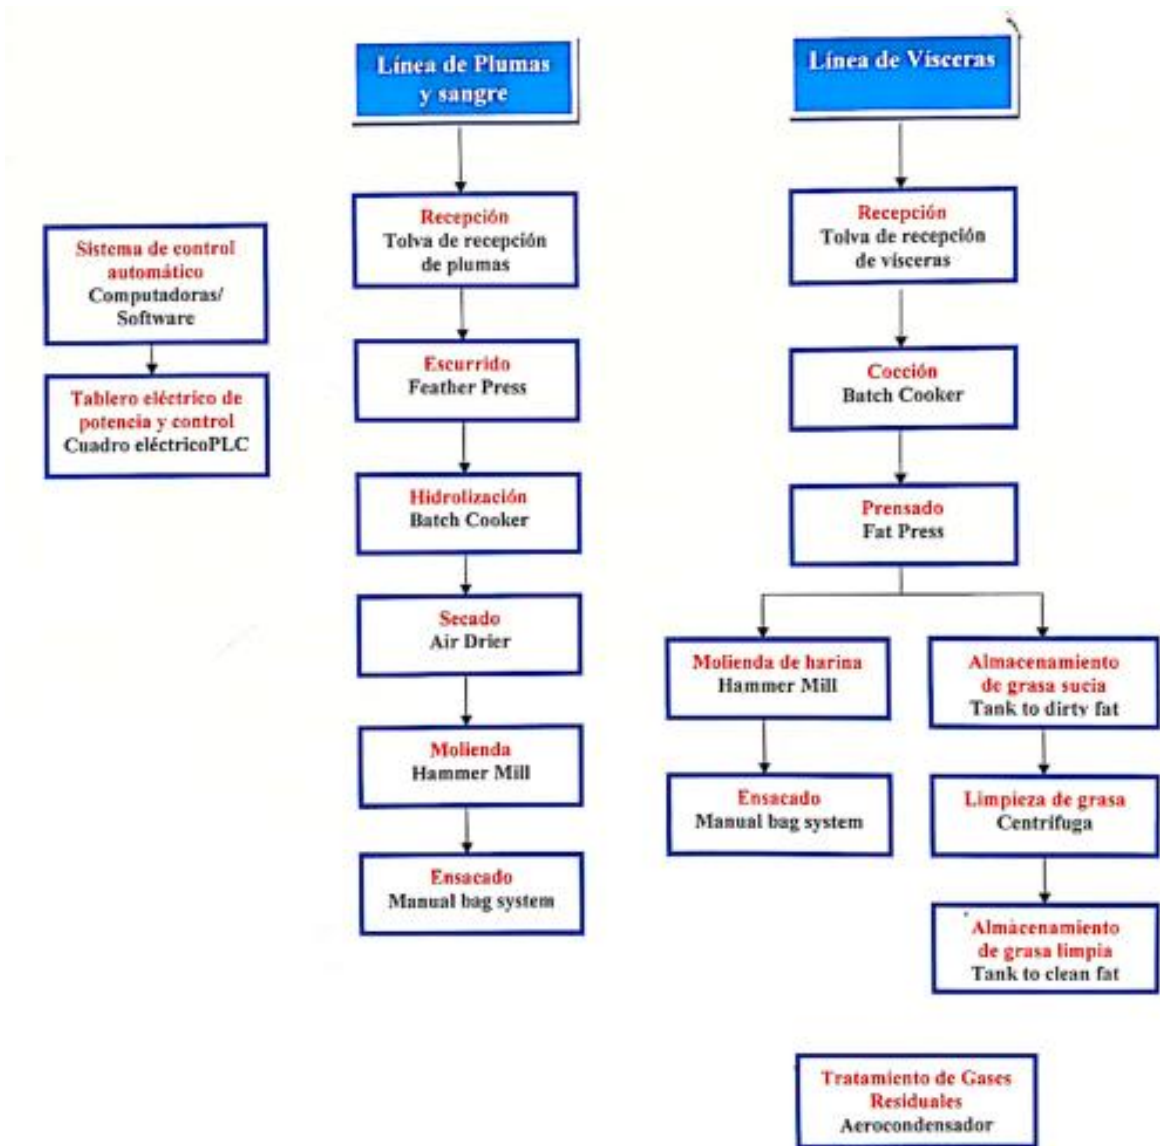 Línea de Plumas
y sangre
Línea de Vísceras
Sistema de control
automático
Computadoras/
Software
Tablero eléctrico de
potencia y control
Cuadro eléctricoPLC
Recepción
Tolva de recepción
de plumas
Escurrido
Feather Press
Hidrolización
Batch Cooker
Secado
Air Drier
Molienda
Hammer Mill
Ensacado
Manual bag system
Recepción
Tolva de recepción
de vísceras
Cocción
Batch Cooker
Prensado
Fat Press
Molienda de harina
Hammer Mill
Ensacado
Manual bag system
Almacenamiento
de grasa sucia
Tank to dirty fat
Limpieza de grasa
Centrífuga
Almacenamiento
de grasa limpia
Tank to clean fat
Tratamiento de Gases
Residuales
Aerocondensador